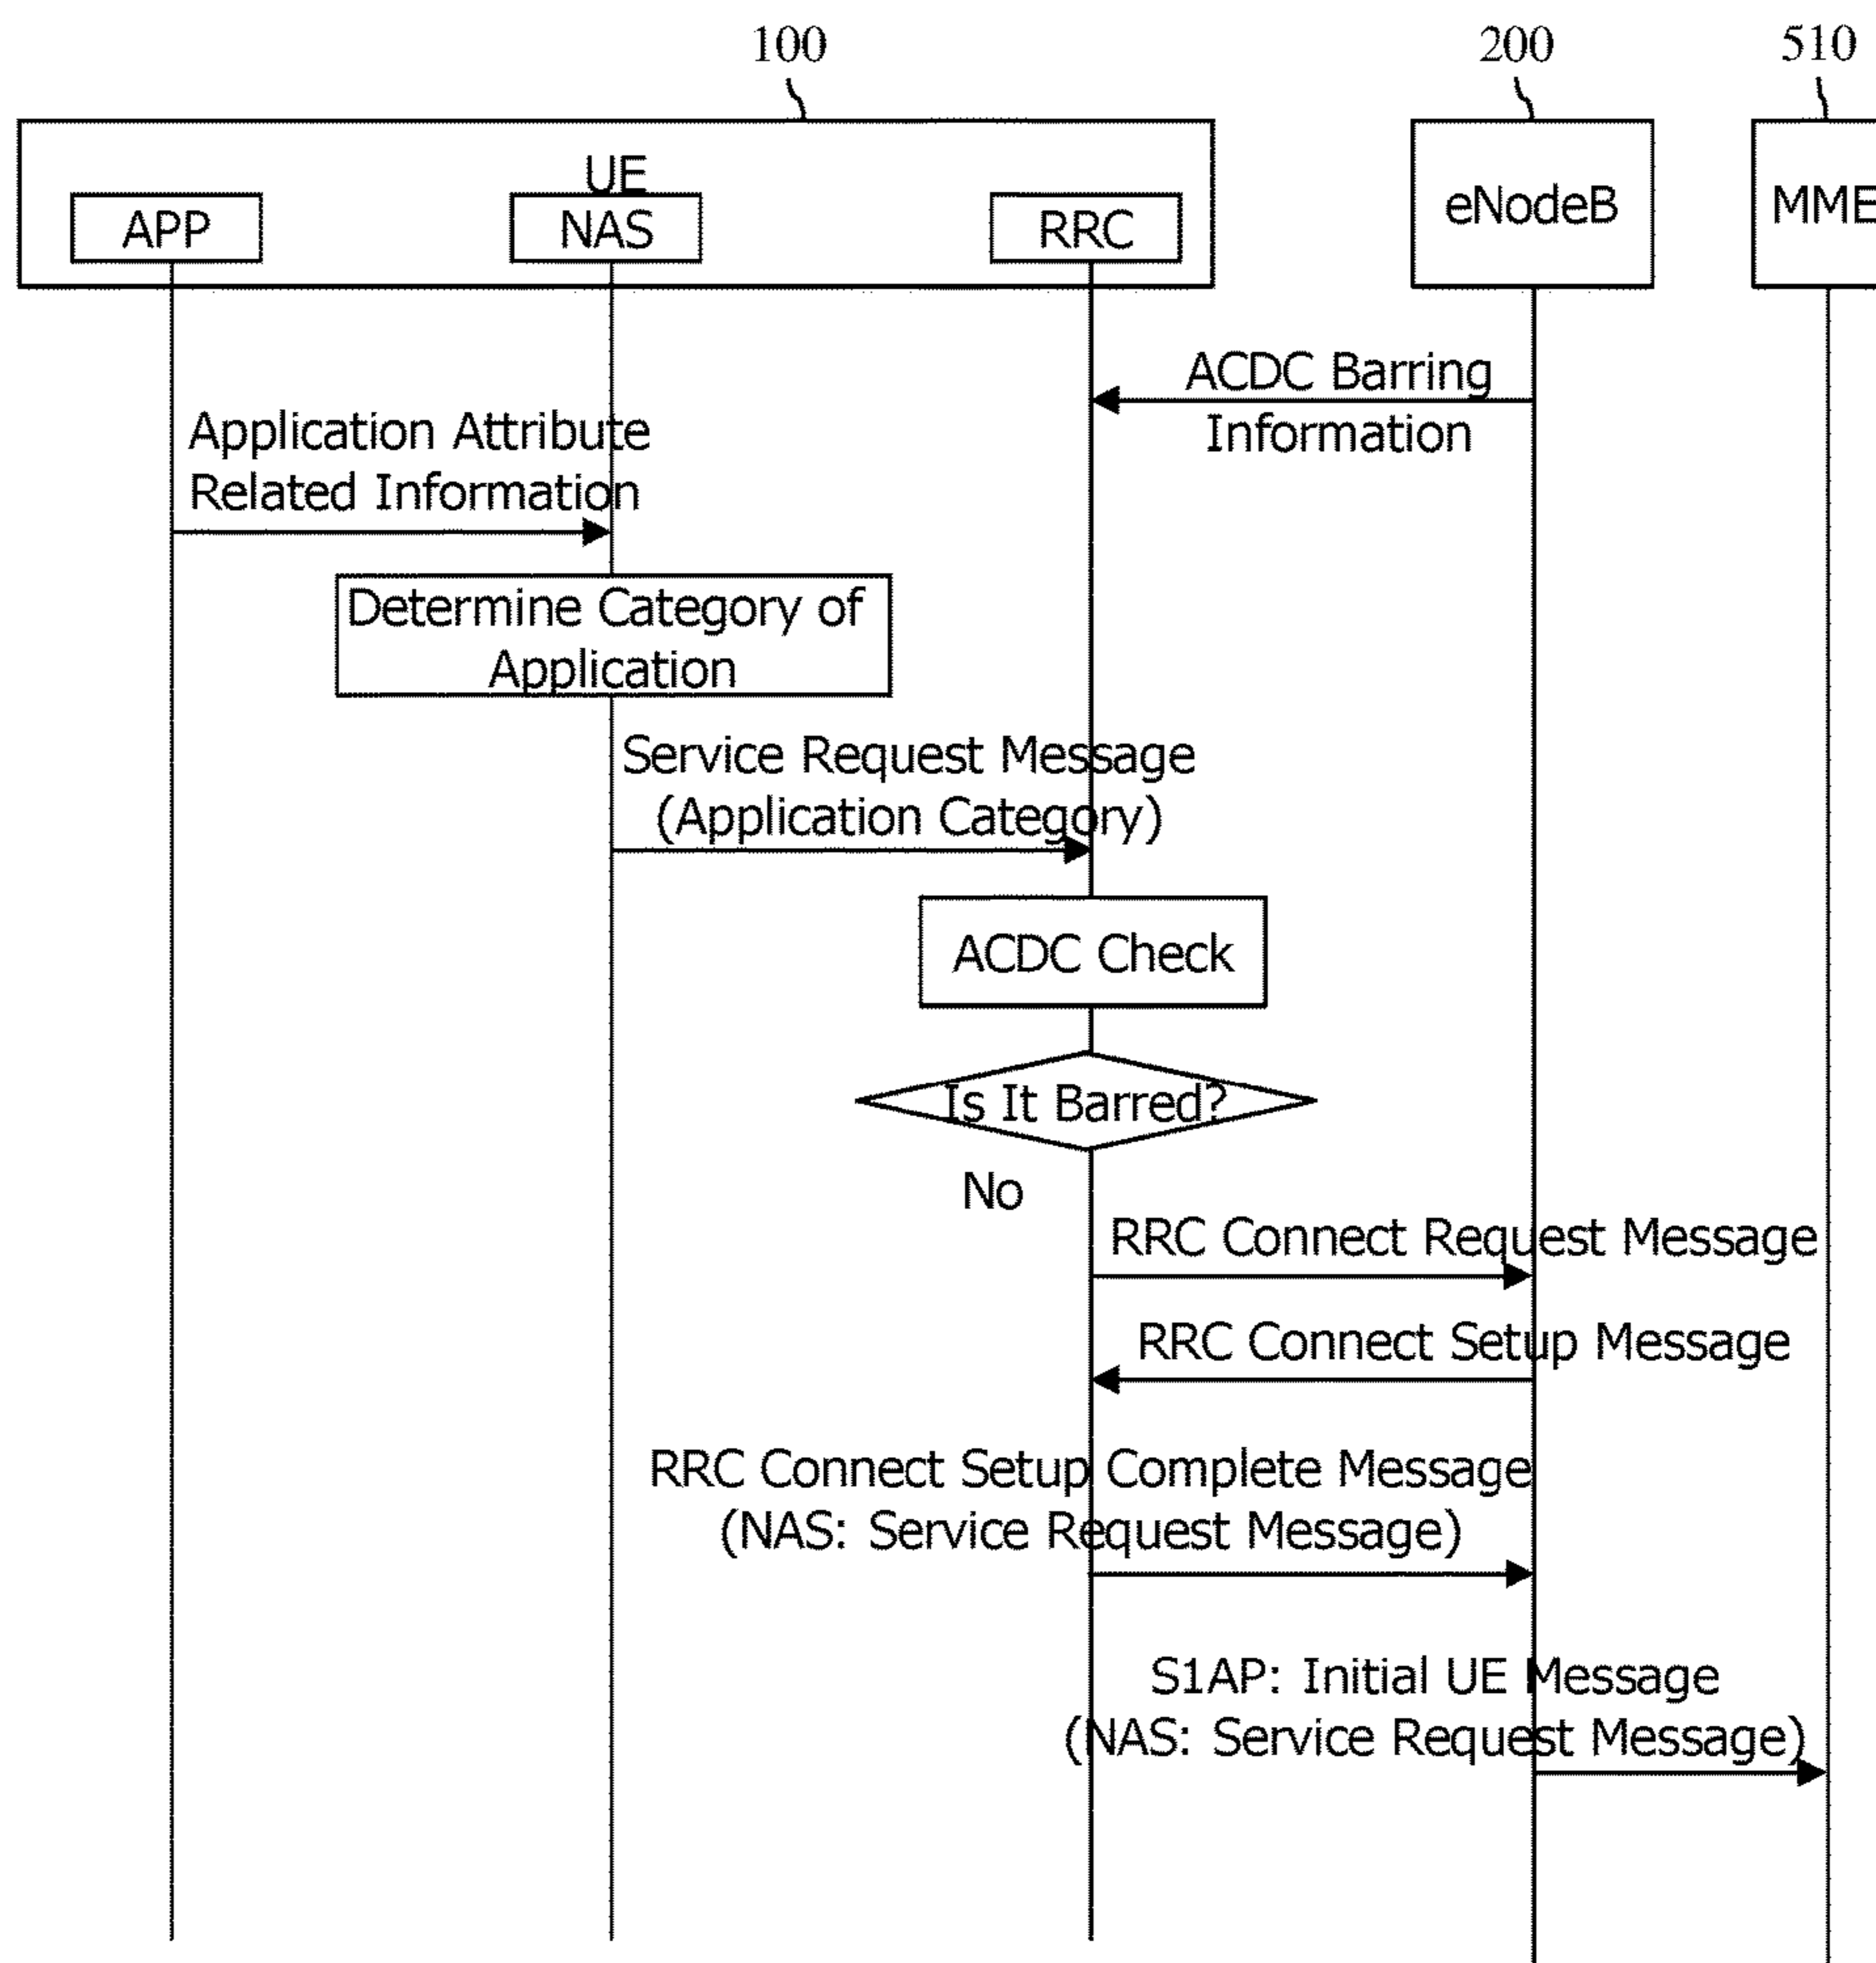 100
200
510
UE
APP
NAS
RRC
eNodeB
MME
ACDC Barring
Information
Application Attribute
Related Information
Determine Category of
Application
Service Request Message
(Application Category)
ACDC Check
Is It Barred?
No
RRC Connect Request Message
RRC Connect Setup Message
RRC Connect Setup Complete Message
(NAS: Service Request Message)
S1AP: Initial UE Message
(NAS: Service Request Message)